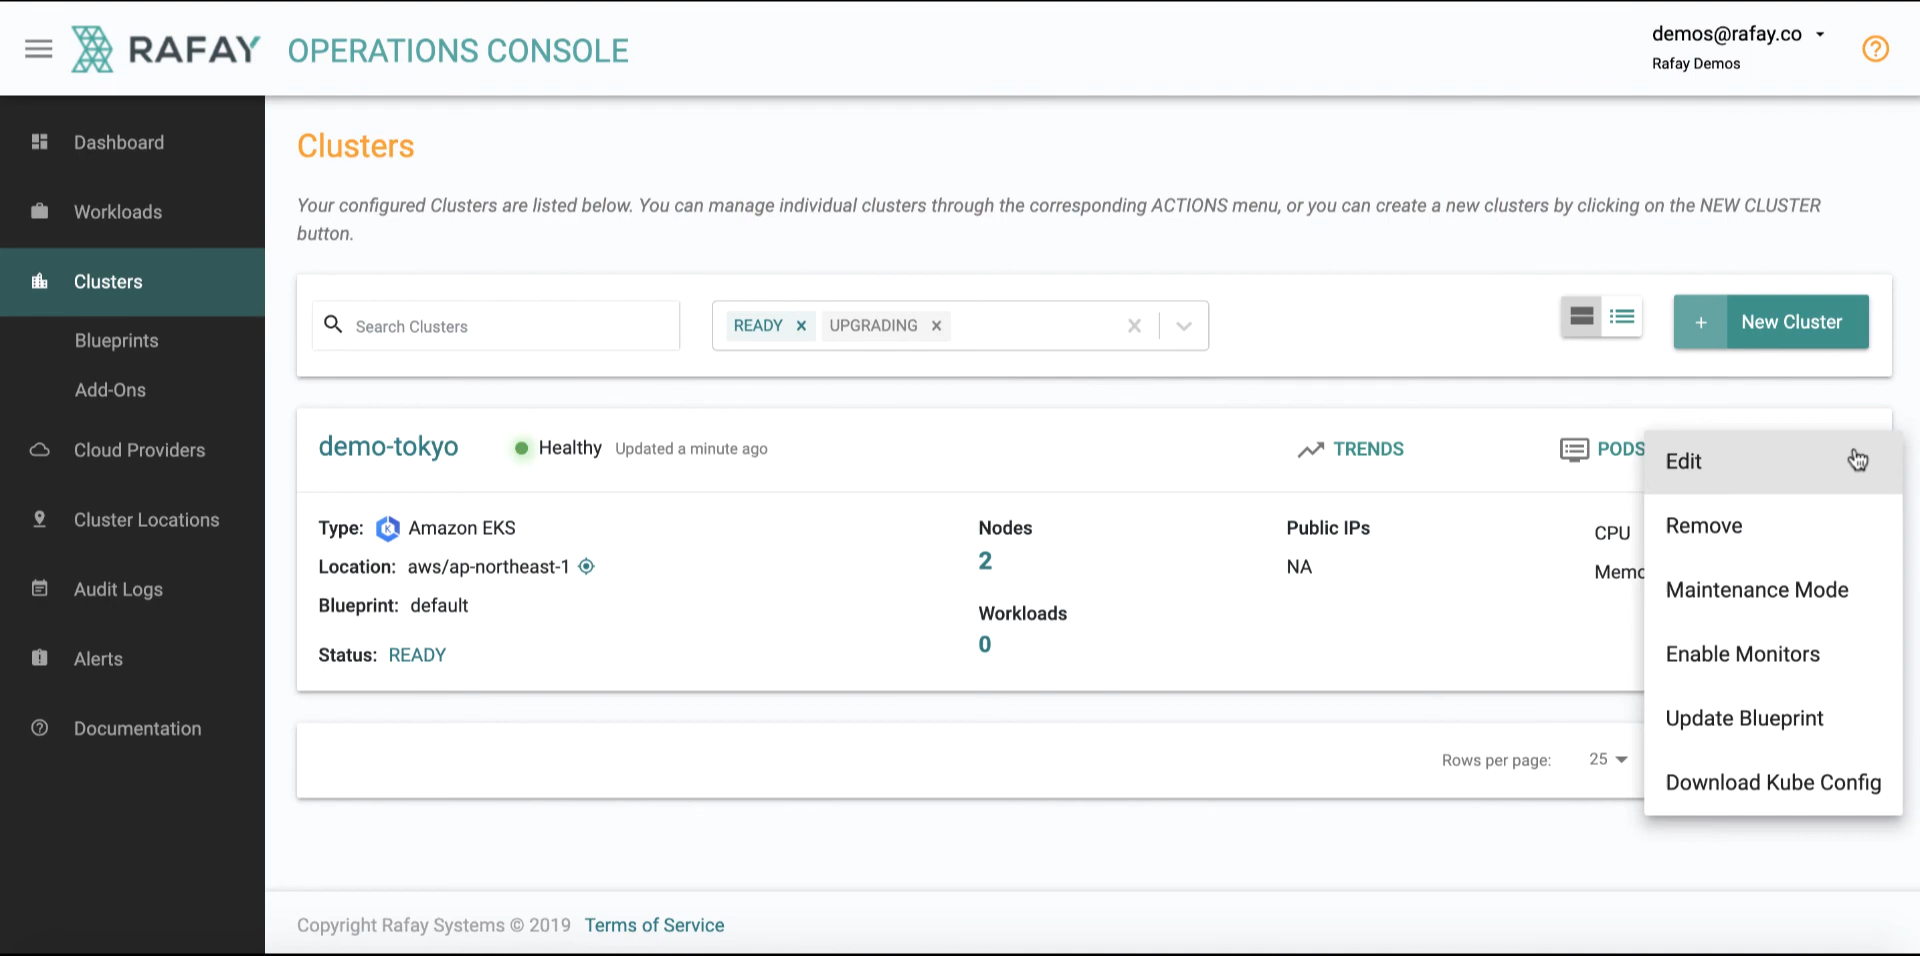 RAFAY OPERATIONS CONSOLE
demos@rafay.co
Rafay Demos
Dashboard
Workloads
Clusters
Blueprints
Add-Ons
Cloud Providers
Cluster Locations
Audit Logs
Alerts
Documentation
Clusters
Your configured Clusters are listed below. You can manage individual clusters through the corresponding ACTIONS menu, or you can create a new clusters by clicking on the NEW CLUSTER
button.
Search Clusters
READY × UPGRADING ×
+ New Cluster
demo-tokyo Healthy Updated a minute ago TRENDS PODS
Type: Amazon EKS
Location: aws/ap-northeast-1
Blueprint: default
Status: READY
Nodes
2
Workloads
0
Public IPs
NA
CPU
Memo
Edit
Remove
Maintenance Mode
Enable Monitors
Update Blueprint
Download Kube Config
Rows per page: 25
Copyright Rafay Systems © 2019 Terms of Service